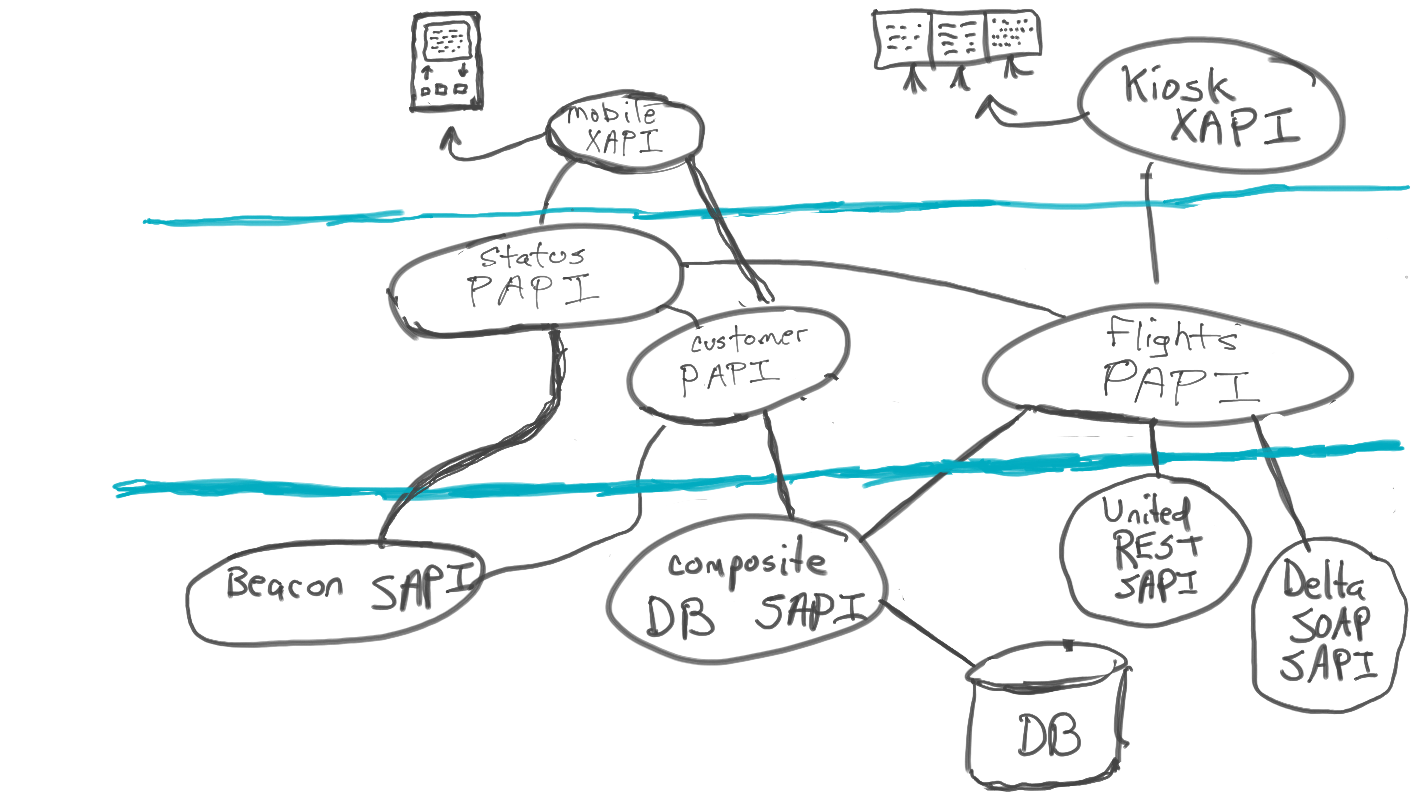 mobile
XAPI
Kiosk
XAPI
Status
PAPI
customer
PAPI
flights
PAPI
Beacon SAPI
composite
DB SAPI
United
REST
SAPI
Delta
SOAP
SAPI
DB